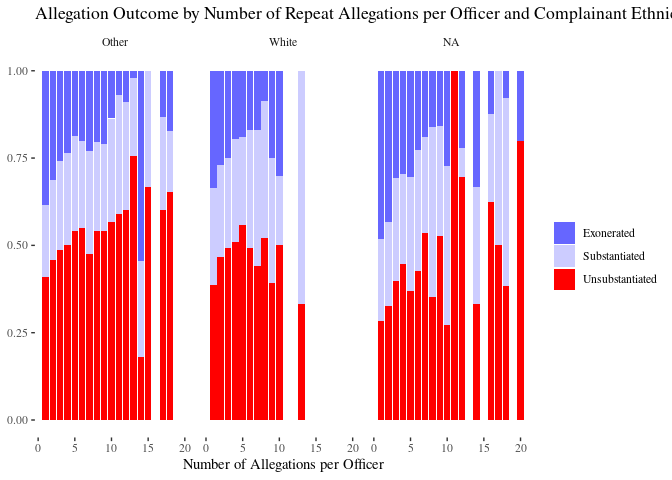 Allegation Outcome by Number of Repeat Allegations per Officer and Complainant Ethnic
Other White NA
1.00
0.75
0.50
0.25
0.00
Exonerated
Substantiated
Unsubstantiated
0 5 10 15 20 0 5 10 15 20 0 5 10 15 20
Number of Allegations per Officer